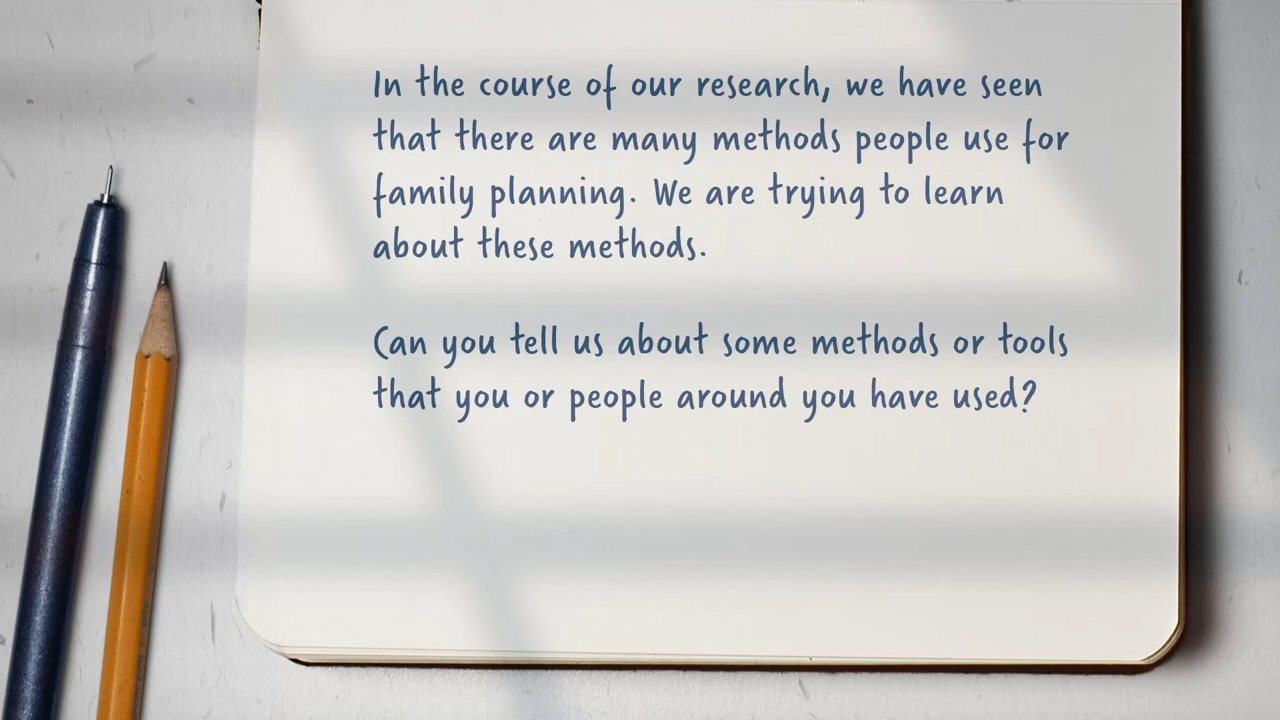 In the course of our research, we have seen
that there are many methods people use for
family planning. We are trying to learn
about these methods.
Can you tell us about some methods or tools
that you or people around you have used?